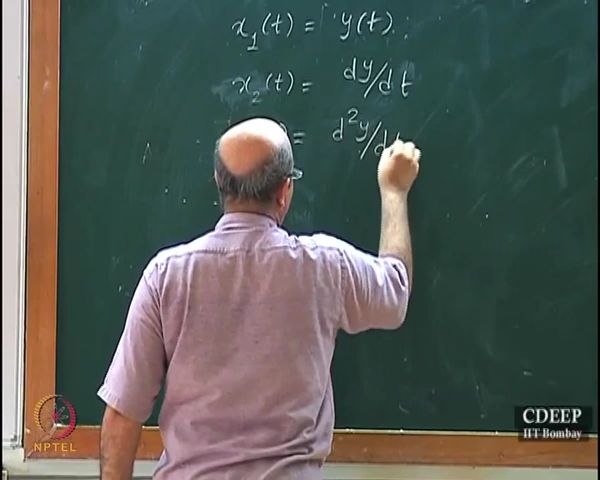 x₁(t) = y(t).
x₂(t) = dy/dt
= d²y/d
NPTEL
CDEEP
IIT Bombay